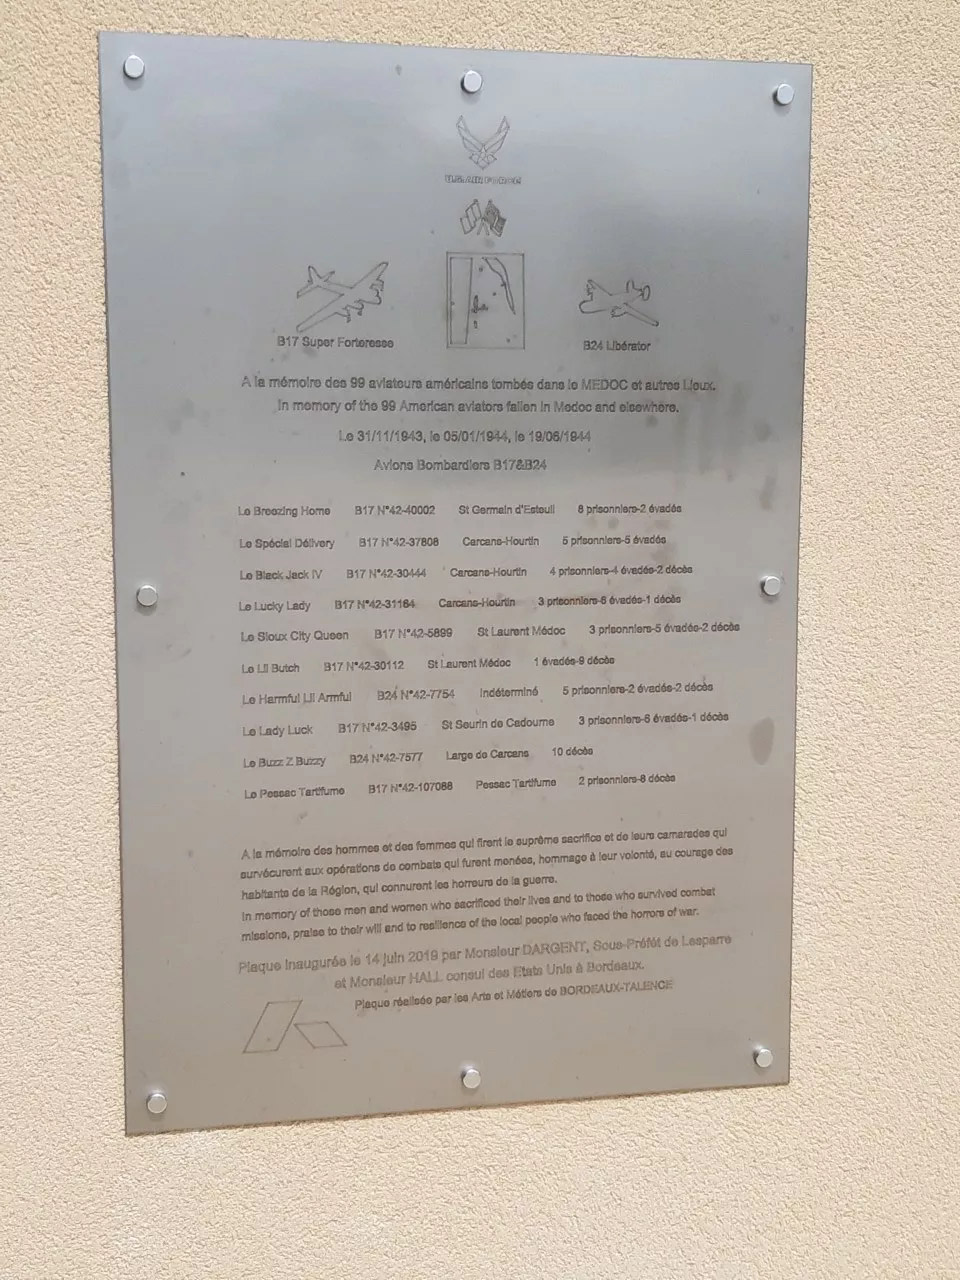 U.S. AIR FORCE
B17 Super Forteresse
B24 Libérator
A la mémoire des 99 aviateurs américains tombés dans le MEDOC et autres Lieux.
In memory of the 99 American aviators fallen in Medoc and elsewhere.
Le 31/11/1943, le 05/01/1944, le 19/06/1944
Avions Bombardiers B17&B24
Le Breezing Home B17 N°42-40002 St Germain d'Esteuil 8 prisonniers-2 évadés
Le Spécial Délivery B17 N°42-37808 Carcans-Hourtin 5 prisonniers-5 évadés
Le Black Jack IV B17 N°42-30444 Carcans-Hourtin 4 prisonniers-4 évadés-2 décès
Le Lucky Lady B17 N°42-31164 Carcans-Hourtin 3 prisonniers-6 évadés-1 décès
Le Sioux City Queen B17 N°42-5899 St Laurent Médoc 3 prisonniers-5 évadés-2 décès
Le Lil Butch B17 N°42-30112 St Laurent Médoc 1 évadés-9 décès
Le Harmful Lil Armful B24 N°42-7754 Indéterminé 5 prisonniers-2 évadés-2 décès
Le Lady Luck B17 N°42-3495 St Seurin de Cadourne 3 prisonniers-6 évadés-1 décès
Le Buzz Z Buzzy B24 N°42-7577 Large de Carcans 10 décès
Le Pessac Tartifume B17 N°42-107088 Pessac Tartifume 2 prisonniers-8 décès
A la mémoire des hommes et des femmes qui firent le suprême sacrifice et de leurs camarades qui
survécurent aux opérations de combats qui furent menées, hommage à leur volonté, au courage des
habitants de la Région, qui connurent les horreurs de la guerre.
In memory of those men and women who sacrificed their lives and to those who survived combat
missions, praise to their will and to resilience of the local people who faced the horrors of war.
Plaque inaugurée le 14 juin 2019 par Monsieur DARGENT, Sous-Préfêt de Lesparre
et Monsieur HALL consul des Etats Unis à Bordeaux.
Plaque réalisée par les Arts et Métiers de BORDEAUX-TALENCE